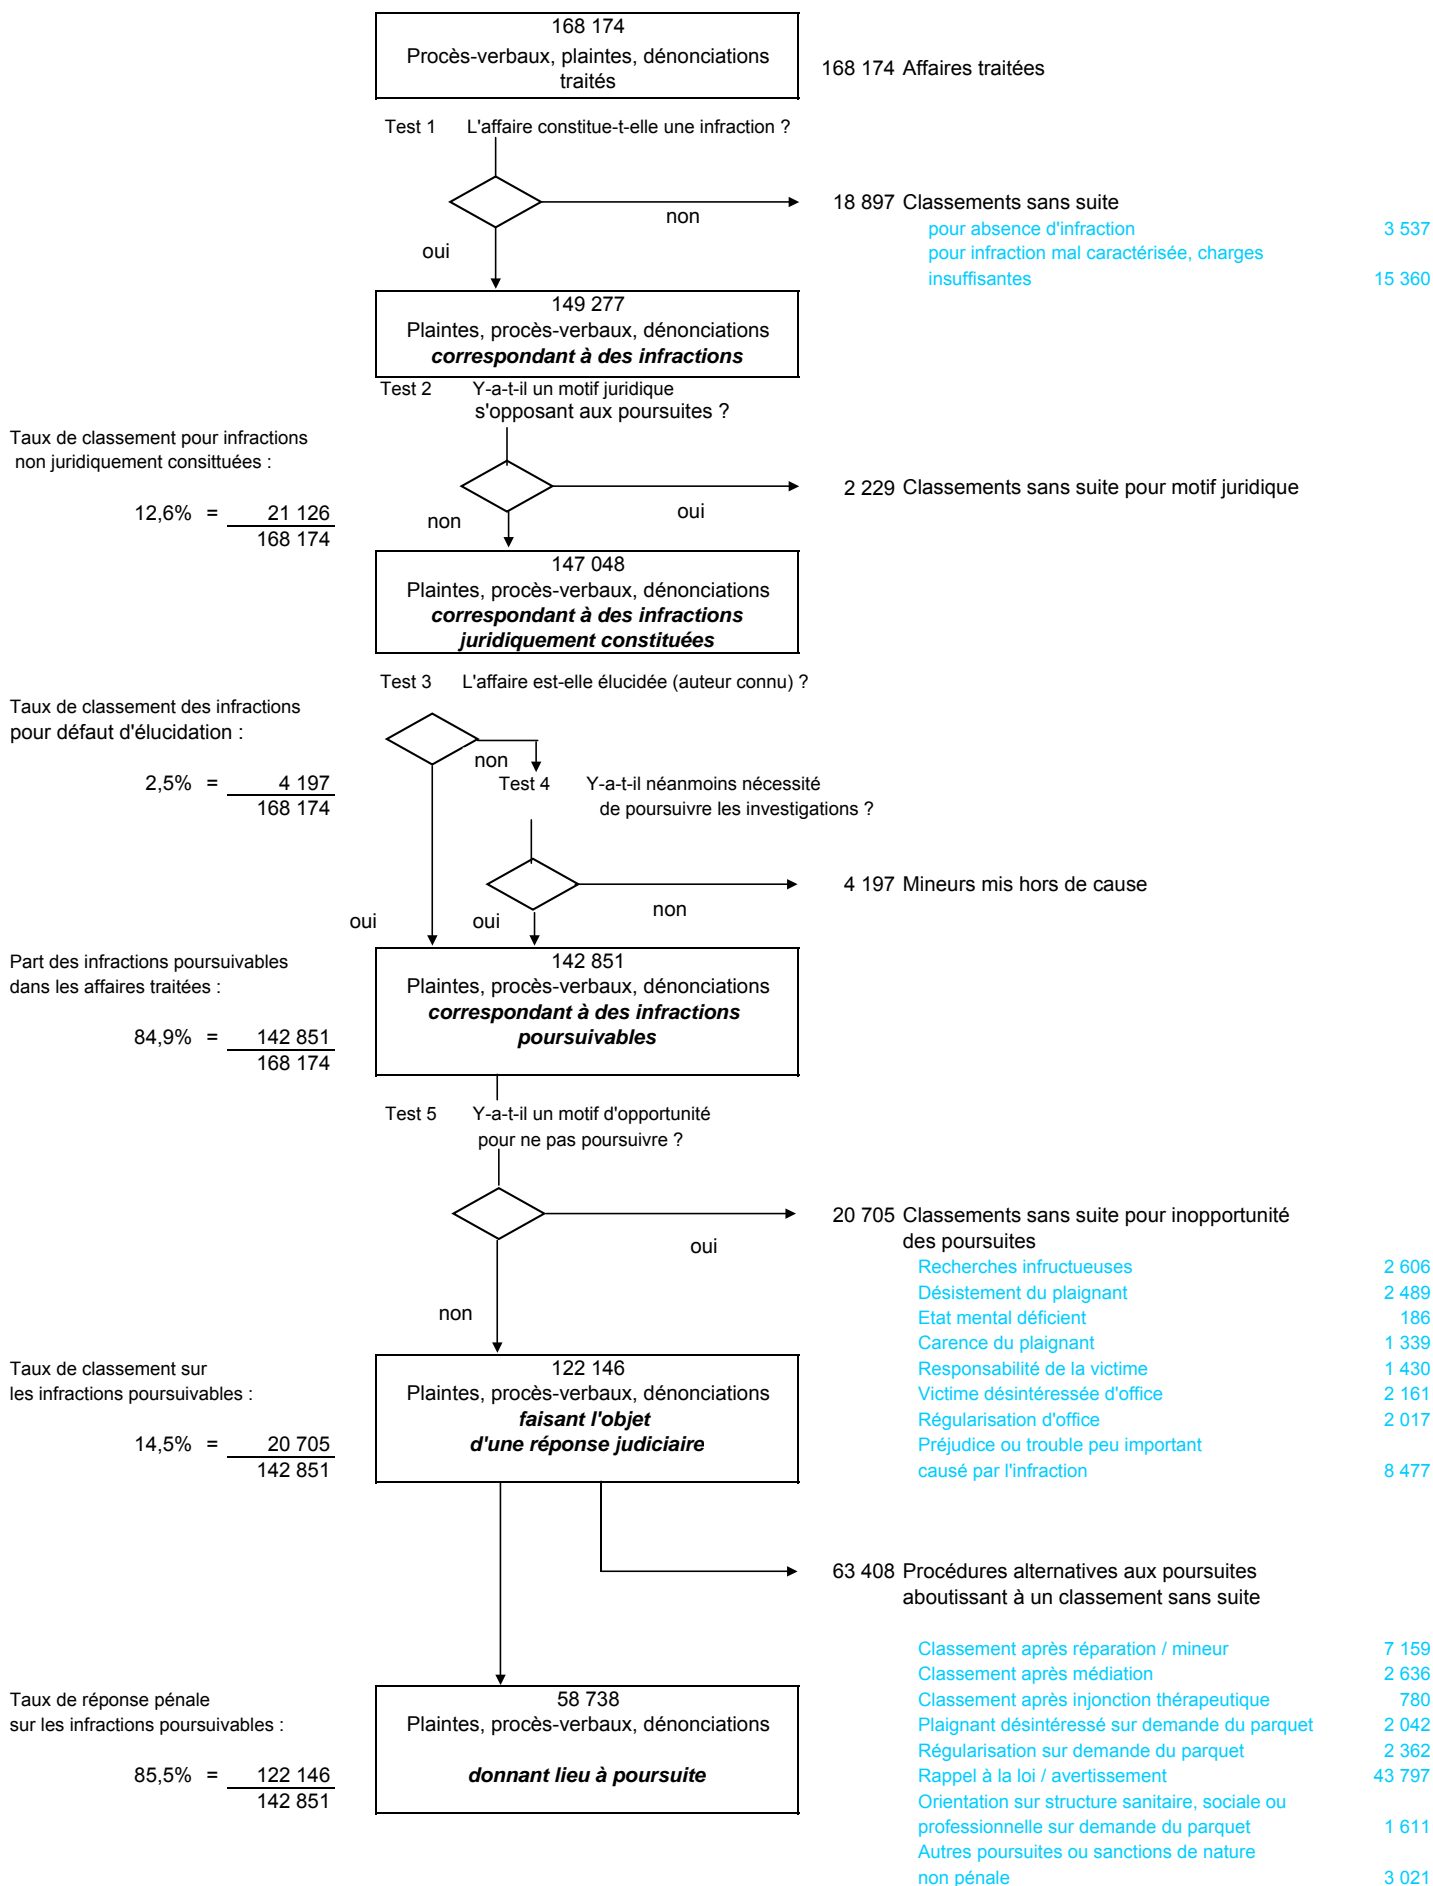 168 174
Procès-verbaux, plaintes, dénonciations
traités
168 174 Affaires traitées
Test 1 L'affaire constitue-t-elle une infraction ?
non
18 897 Classements sans suite
pour absence d'infraction 3 537
pour infraction mal caractérisée, charges
insuffisantes 15 360
oui
149 277
Plaintes, procès-verbaux, dénonciations
correspondant à des infractions
Test 2 Y-a-t-il un motif juridique
s'opposant aux poursuites ?
Taux de classement pour infractions
non juridiquement consittuées :
12,6% = 21 126
168 174
oui
2 229 Classements sans suite pour motif juridique
non
147 048
Plaintes, procès-verbaux, dénonciations
correspondant à des infractions
juridiquement constituées
Test 3 L'affaire est-elle élucidée (auteur connu) ?
Taux de classement des infractions
pour défaut d'élucidation :
2,5% = 4 197
168 174
non
Test 4 Y-a-t-il néanmoins nécessité
de poursuivre les investigations ?
4 197 Mineurs mis hors de cause
non
oui
oui
Part des infractions poursuivables
dans les affaires traitées :
84,9% = 142 851
168 174
142 851
Plaintes, procès-verbaux, dénonciations
correspondant à des infractions
poursuivables
Test 5 Y-a-t-il un motif d'opportunité
pour ne pas poursuivre ?
oui
20 705 Classements sans suite pour inopportunité
des poursuites
Recherches infructueuses 2 606
Désistement du plaignant 2 489
Etat mental déficient 186
Carence du plaignant 1 339
Responsabilité de la victime 1 430
Victime désintéressée d'office 2 161
Régularisation d'office 2 017
Préjudice ou trouble peu important
causé par l'infraction 8 477
non
Taux de classement sur
les infractions poursuivables :
14,5% = 20 705
142 851
122 146
Plaintes, procès-verbaux, dénonciations
faisant l'objet
d'une réponse judiciaire
63 408 Procédures alternatives aux poursuites
aboutissant à un classement sans suite
Classement après réparation / mineur 7 159
Classement après médiation 2 636
Classement après injonction thérapeutique 780
Plaignant désintéressé sur demande du parquet 2 042
Régularisation sur demande du parquet 2 362
Rappel à la loi / avertissement 43 797
Orientation sur structure sanitaire, sociale ou
professionnelle sur demande du parquet 1 611
Autres poursuites ou sanctions de nature
non pénale 3 021
Taux de réponse pénale
sur les infractions poursuivables :
85,5% = 122 146
142 851
58 738
Plaintes, procès-verbaux, dénonciations
donnant lieu à poursuite